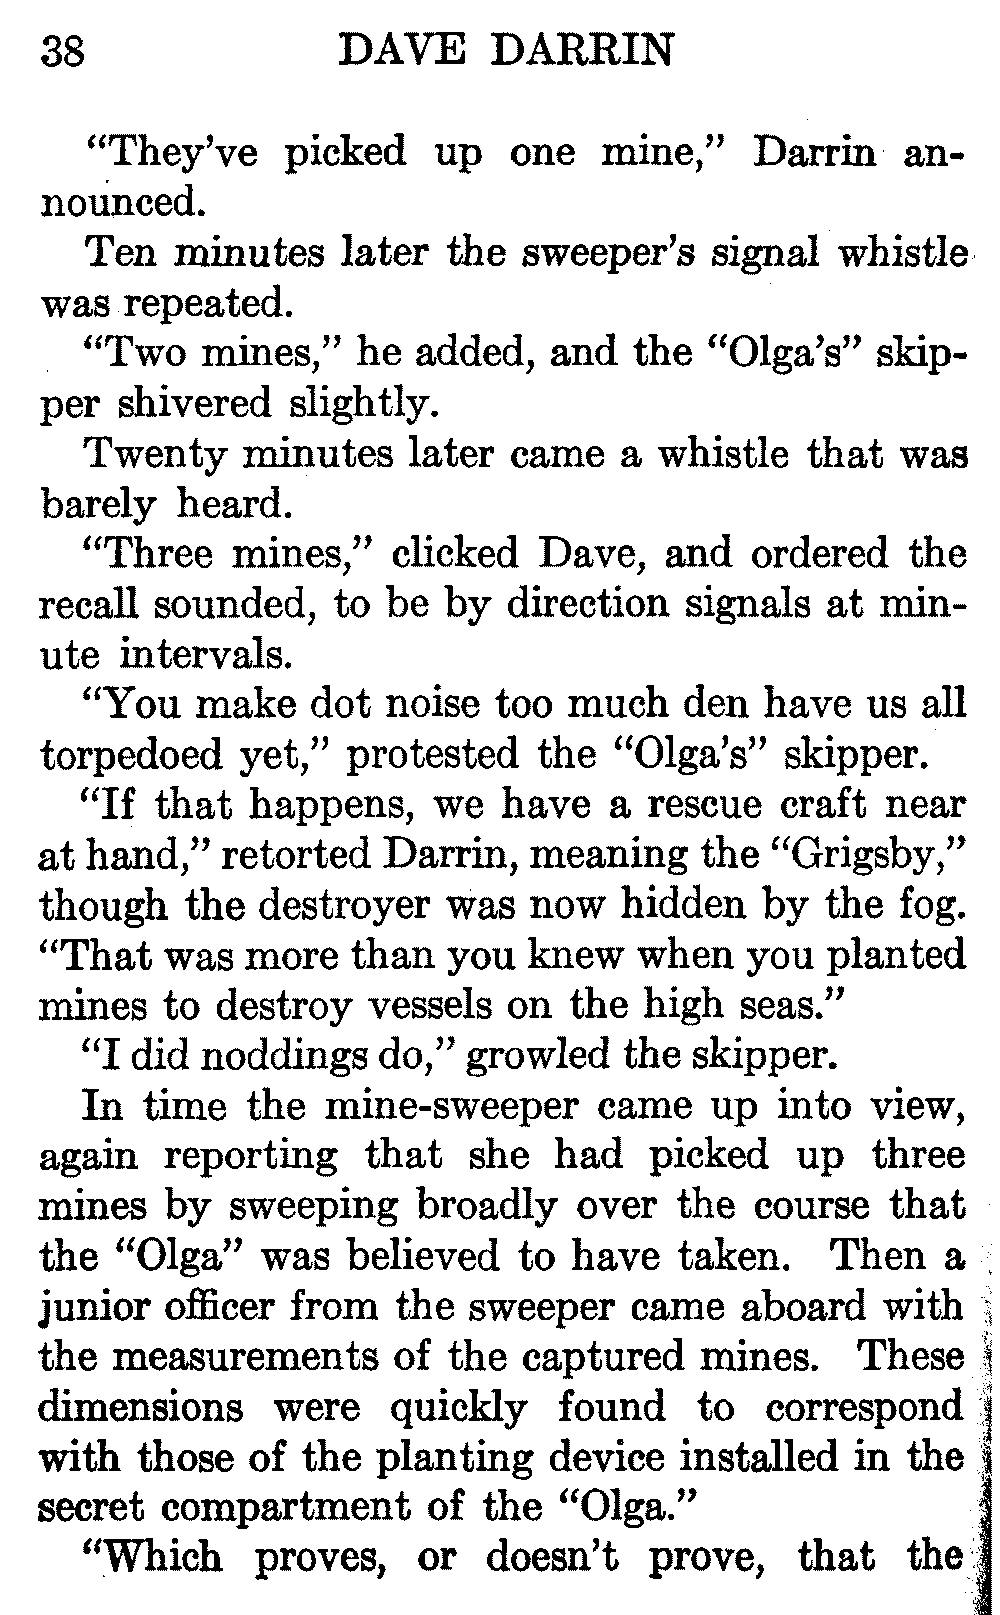 38 DAVE DARRIN
"They've picked up one mine," Darrin an-
nounced.
Ten minutes later the sweeper's signal whistle
was repeated.
"Two mines," he added, and the "Olga's" skip-
per shivered slightly.
Twenty minutes later came a whistle that was
barely heard.
"Three mines," clicked Dave, and ordered the
recall sounded, to be by direction signals at min-
ute intervals.
"You make dot noise too much den have us all
torpedoed yet," protested the "Olga's" skipper.
"If that happens, we have a rescue craft near
at hand," retorted Darrin, meaning the "Grigsby,"
though the destroyer was now hidden by the fog.
"That was more than you knew when you planted
mines to destroy vessels on the high seas."
"I did noddings do," growled the skipper.
In time the mine-sweeper came up into view,
again reporting that she had picked up three
mines by sweeping broadly over the course that
the "Olga" was believed to have taken. Then a
junior officer from the sweeper came aboard with
the measurements of the captured mines. These
dimensions were quickly found to correspond
with those of the planting device installed in the
secret compartment of the "Olga."
"Which proves, or doesn't prove, that the